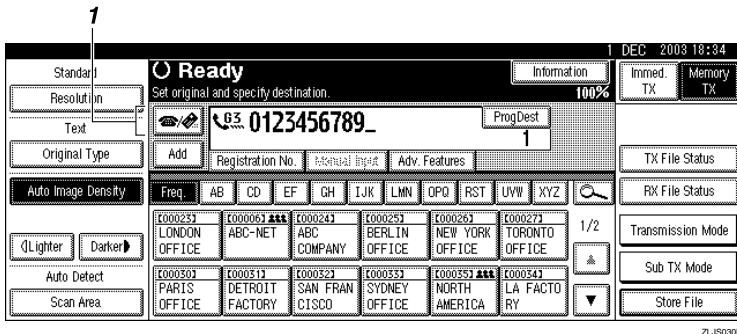 1
1 DEC 2003 18:34
Standard
Resolution
Text
Original Type
Auto Image Density
Lighter Darker
Auto Detect
Scan Area
Ready
Information
Set original and specify destination.
100%
G3 0123456789_
ProgDest
1
Add
Registration No. Manual Input Adv. Features
Freq. AB CD EF GH IJK LMN OPQ RST UVW XYZ
[00023] [00006] [00024] [00025] [00026] [00027]
LONDON ABC-NET ABC BERLIN NEW YORK TORONTO
OFFICE COMPANY OFFICE OFFICE OFFICE
1/2
[00030] [00031] [00032] [00033] [00035] [00034]
PARIS DETROIT SAN FRAN SYDNEY NORTH LA FACTO
OFFICE FACTORY CISCO OFFICE AMERICA RY
Immed. TX
Memory TX
TX File Status
RX File Status
Transmission Mode
Sub TX Mode
Store File
ZLJS030